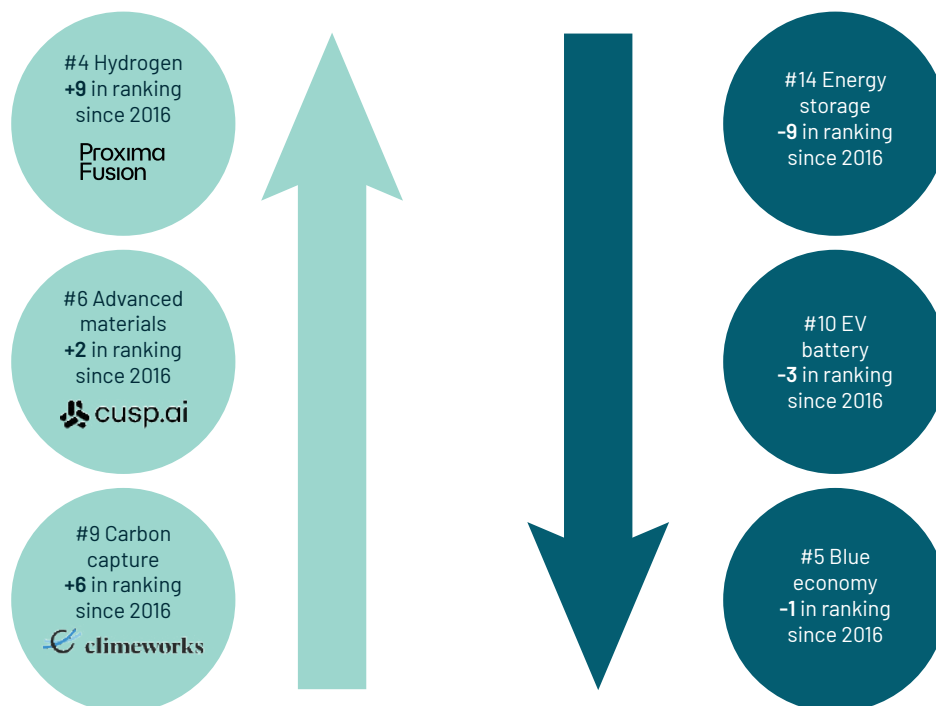 #4 Hydrogen
+9 in ranking
since 2016
Proxima
Fusion
#6 Advanced
materials
+2 in ranking
since 2016
cusp.ai
#9 Carbon
capture
+6 in ranking
since 2016
climeworks
#14 Energy
storage
-9 in ranking
since 2016
#10 EV
battery
-3 in ranking
since 2016
#5 Blue
economy
-1 in ranking
since 2016